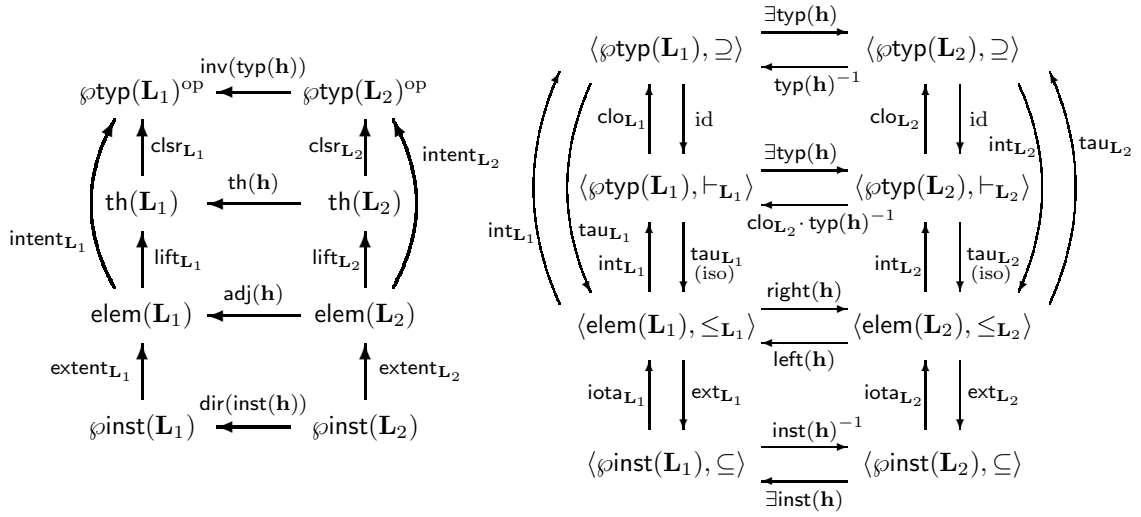 inv(typ(h))
℘typ(L₁)ᵒᵖ ℘typ(L₂)ᵒᵖ
clsr_L₁ clsr_L₂
intent_L₂
th(h)
th(L₁) th(L₂)
intent_L₁
lift_L₁ lift_L₂
adj(h)
elem(L₁) elem(L₂)
extent_L₁ extent_L₂
dir(inst(h))
℘inst(L₁) ℘inst(L₂)
∃typ(h)
⟨℘typ(L₁), ⊇⟩ ⟨℘typ(L₂), ⊇⟩
typ(h)⁻¹
clo_L₁ id clo_L₂ id
int_L₂ tau_L₂
∃typ(h)
⟨℘typ(L₁), ⊢_L₁⟩ ⟨℘typ(L₂), ⊢_L₂⟩
clo_L₂ · typ(h)⁻¹
int_L₁ tau_L₁
int_L₁ tau_L₁ int_L₂ tau_L₂
(iso) (iso)
right(h)
⟨elem(L₁), ≤_L₁⟩ ⟨elem(L₂), ≤_L₂⟩
left(h)
iota_L₁ ext_L₁ iota_L₂ ext_L₂
inst(h)⁻¹
⟨℘inst(L₁), ⊆⟩ ⟨℘inst(L₂), ⊆⟩
∃inst(h)